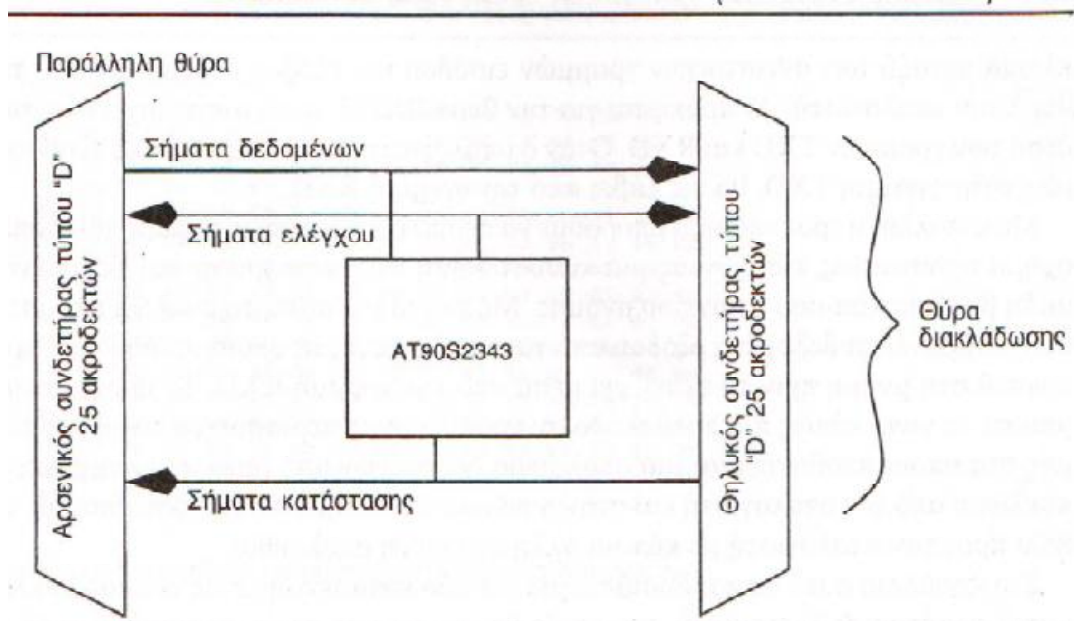 Παράλληλη θύρα
Αρσενικός συνδετήρας τύπου "D"
25 ακροδεκτών
Σήματα δεδομένων
Σήματα ελέγχου
AT90S2343
Σήματα κατάστασης
Θηλυκός συνδετήρας τύπου
'D' 25 ακροδεκτών
Θύρα
διακλάδωσης